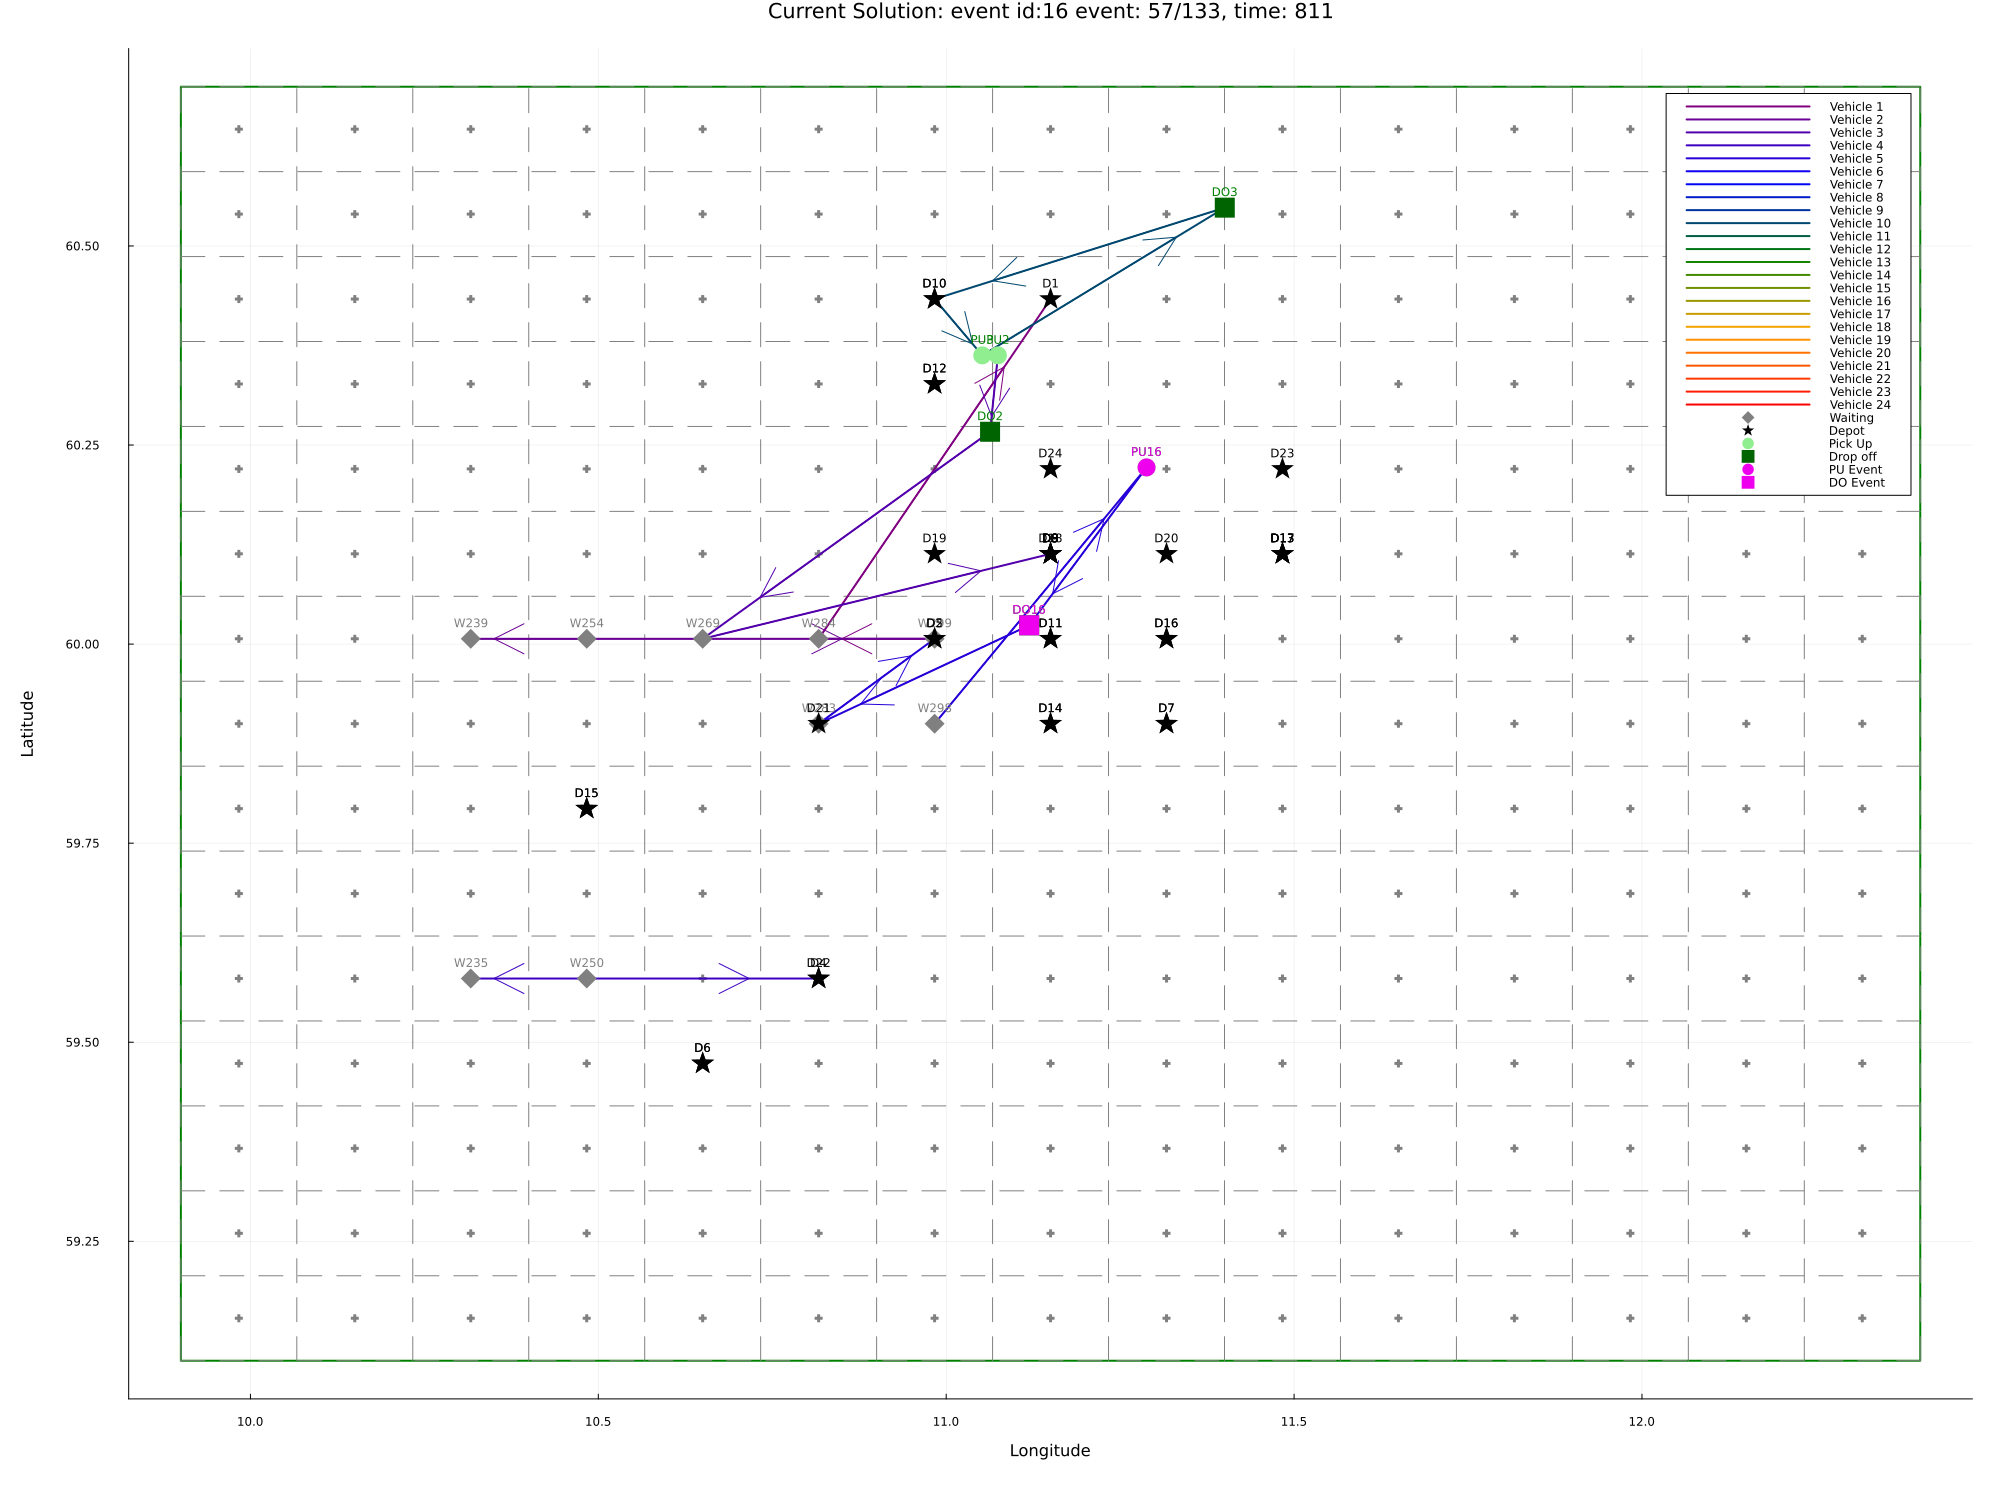 Current Solution: event id:16 event: 57/133, time: 811
Vehicle 1
Vehicle 2
Vehicle 3
Vehicle 4
Vehicle 5
Vehicle 6
Vehicle 7
Vehicle 8
Vehicle 9
Vehicle 10
Vehicle 11
Vehicle 12
Vehicle 13
Vehicle 14
Vehicle 15
Vehicle 16
Vehicle 17
Vehicle 18
Vehicle 19
Vehicle 20
Vehicle 21
Vehicle 22
Vehicle 23
Vehicle 24
Waiting
Depot
Pick Up
Drop off
PU Event
DO Event
DO3
60.50
D10
D1
PU2
D12
DO2
60.25
PU16
D24
D23
D19
D20
DO16
W239
W254
W269
W284
D11
D16
60.00
D21
D14
D7
Latitude
59.75
D15
W235
W250
59.50
D6
59.25
10.0
10.5
11.0
11.5
12.0
Longitude